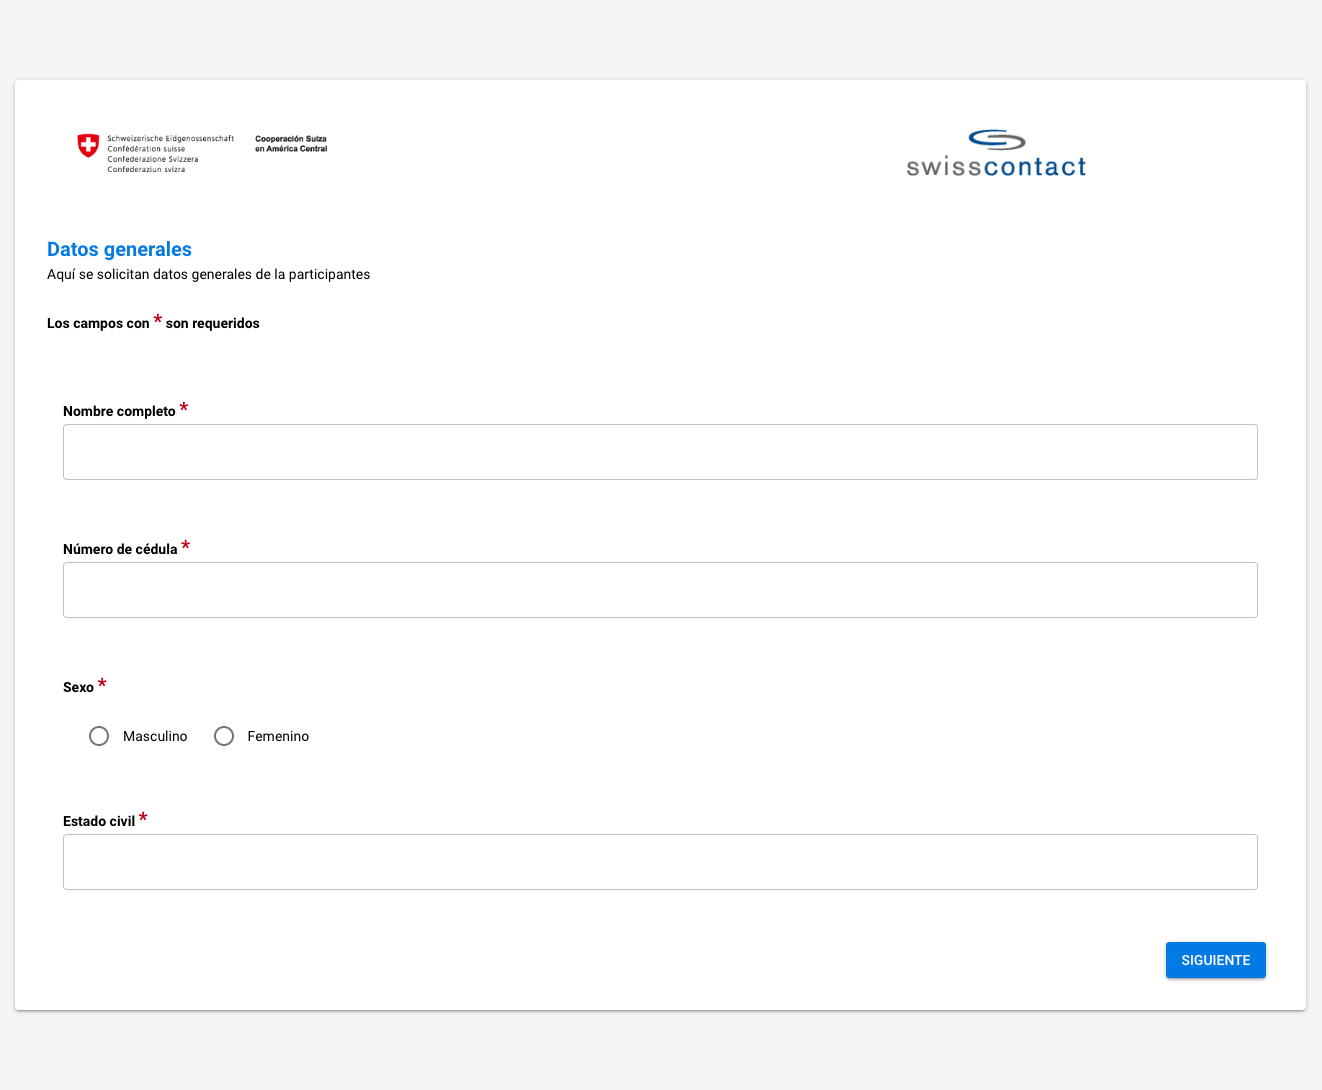 Schweizerische Eidgenossenschaft
Confédération suisse
Confederazione Svizzera
Confederaziun svizra
Cooperación Suiza
en América Central
swisscontact
Datos generales
Aquí se solicitan datos generales de la participantes
Los campos con * son requeridos
Nombre completo *
Número de cédula *
Sexo *
Masculino Femenino
Estado civil *
SIGUIENTE